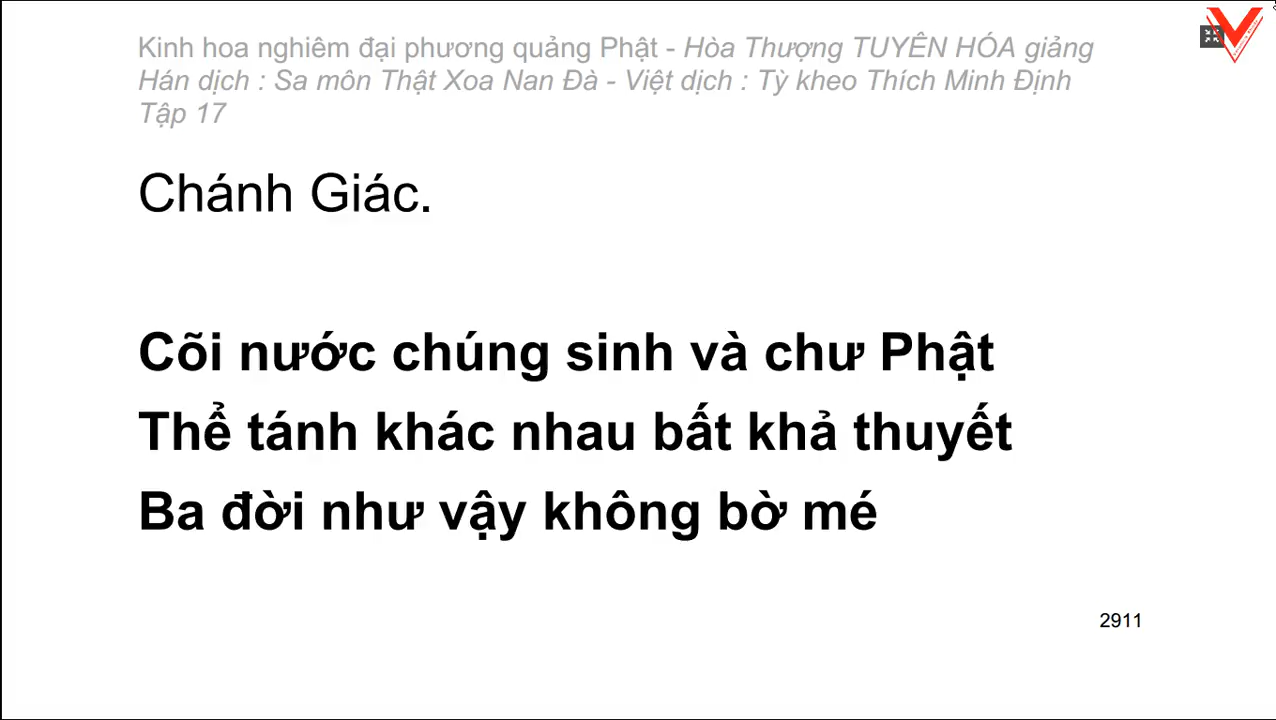 Kinh hoa nghiêm đại phương quảng Phật - Hòa Thượng TUYÊN HÓA giảng
Hán dịch : Sa môn Thật Xoa Nan Đà - Việt dịch : Tỳ kheo Thích Minh Định
Tập 17
Chánh Giác.
Cõi nước chúng sinh và chư Phật
Thể tánh khác nhau bất khả thuyết
Ba đời như vậy không bờ mé
2911